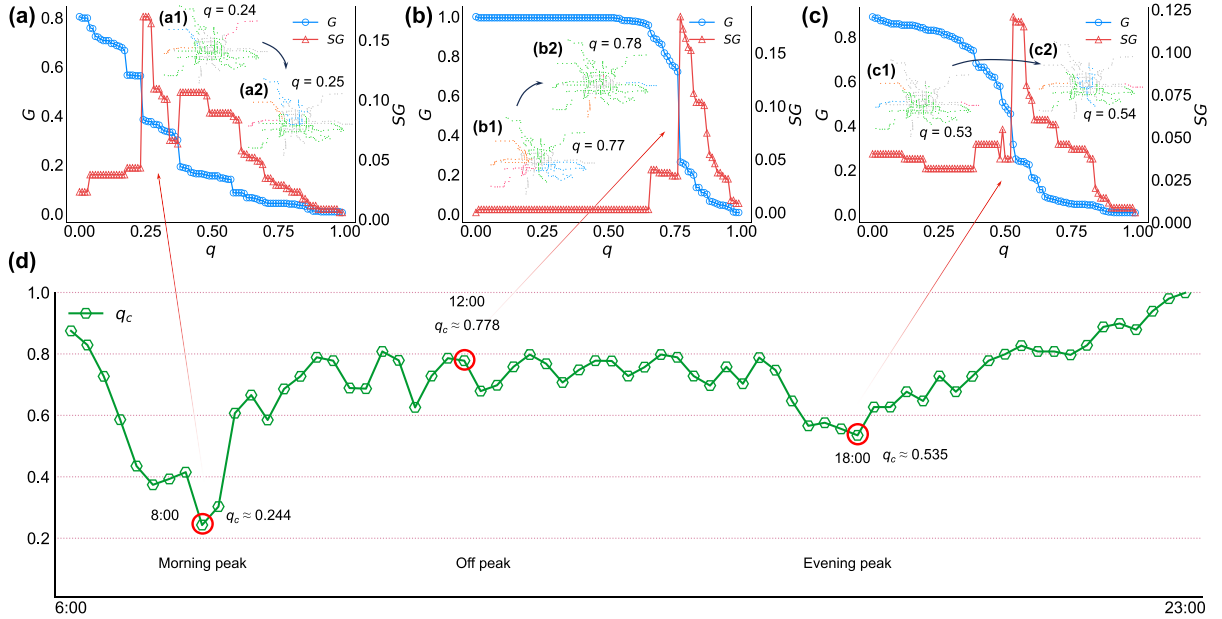 (a)
0.8
0.6
0.4
0.2
0.0
G
0.00
0.25
0.50
0.75
1.00
q
0.15
0.10
0.05
0.00
SG
(a1)
q = 0.24
G
SG
q = 0.25
(a2)
(b)
1.0
0.8
0.6
0.4
0.2
0.0
G
0.00
0.25
0.50
0.75
1.00
q
0.15
0.10
0.05
0.00
SG
G
SG
(b2)
q = 0.78
(b1)
q = 0.77
(c)
0.8
0.6
0.4
0.2
0.0
G
0.00
0.25
0.50
0.75
1.00
q
0.125
0.100
0.075
0.050
0.025
0.000
SG
G
SG
(c2)
(c1)
q = 0.53
q = 0.54
(d)
1.0
0.8
0.6
0.4
0.2
q_c
12:00
q_c ≈ 0.778
8:00
q_c ≈ 0.244
18:00
q_c ≈ 0.535
Morning peak
Off peak
Evening peak
6:00
23:00